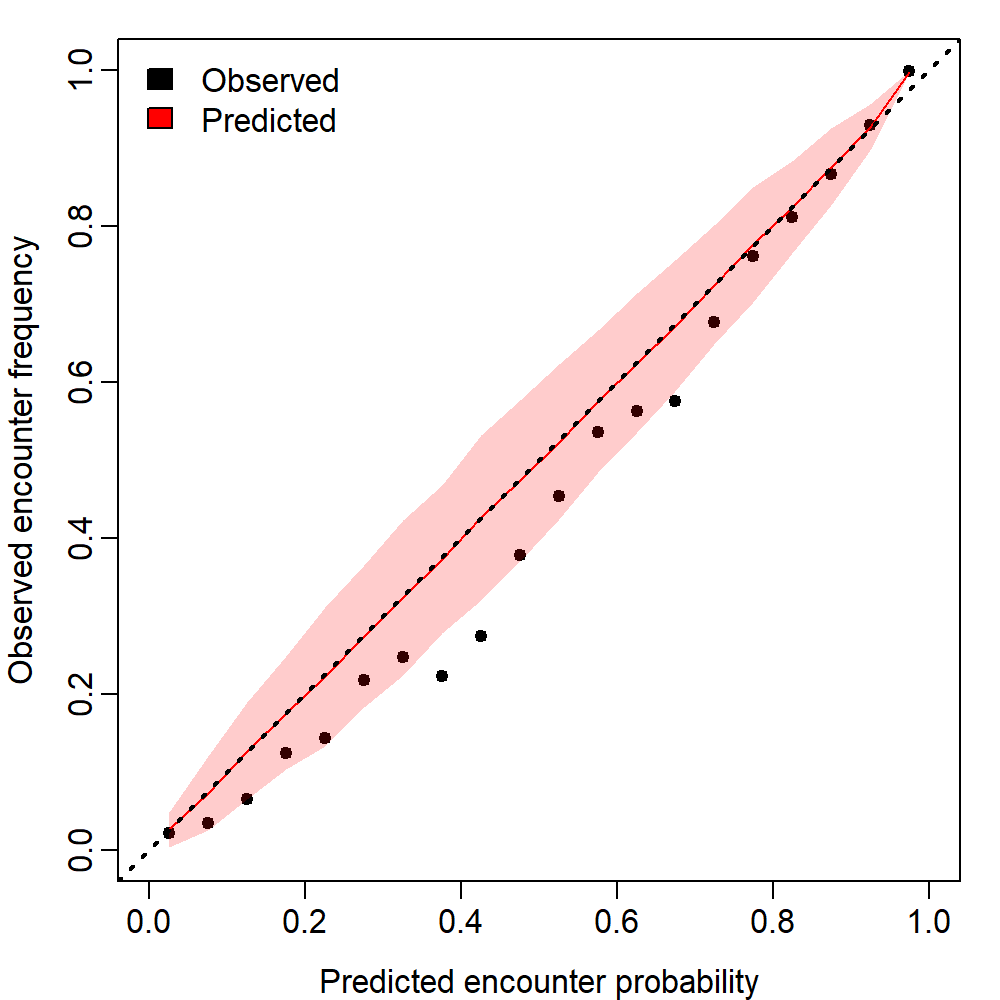 Observed
Predicted
1.0
0.8
0.6
0.4
0.2
0.0
Observed encounter frequency
0.0 0.2 0.4 0.6 0.8 1.0
Predicted encounter probability